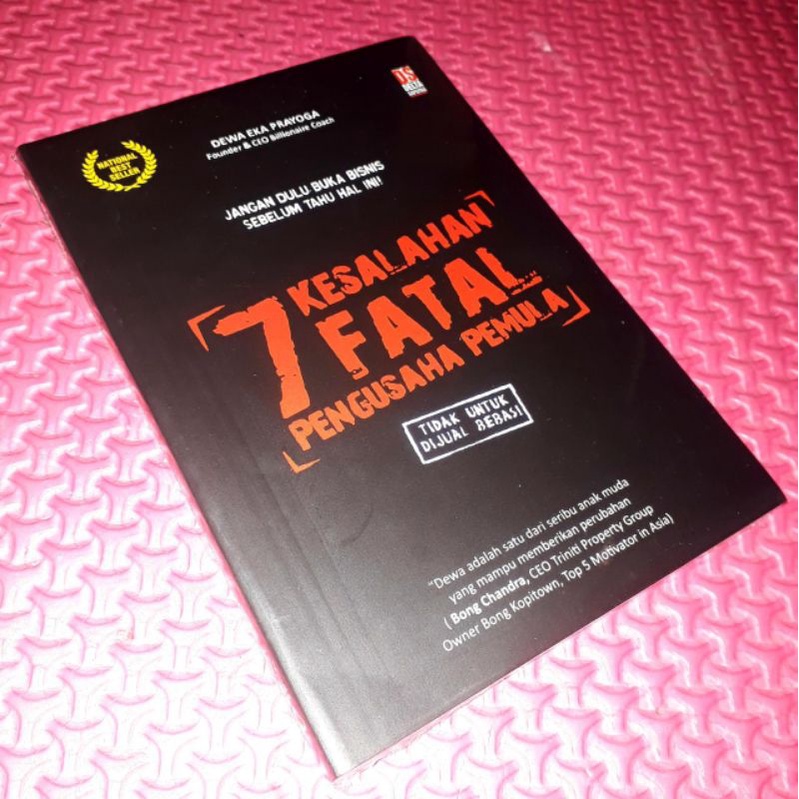 DS
DELTA
NATIONAL
BEST
SELLER
DEWA EKA PRAYOGA
Founder & CEO Billionaire Coach
JANGAN DULU BUKA BISNIS
SEBELUM TAHU HAL INI!
7 KESALAHAN
FATAL
PENGUSAHA PEMULA
TIDAK UNTUK
DIJUAL BEBAS!
"Dewa adalah satu dari seribu anak muda
yang mampu memberikan perubahan
( Bong Chandra, CEO Triniti Property Group
Owner Bong Kopitown, Top 5 Motivator in Asia)